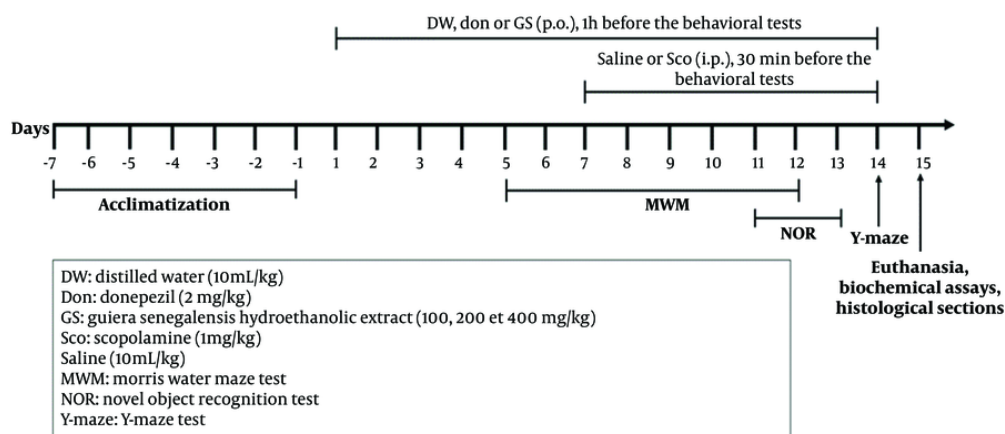 DW, don or GS (p.o.), 1h before the behavioral tests
Saline or Sco (i.p.), 30 min before the
behavioral tests
Days
-7 -6 -5 -4 -3 -2 -1 1 2 3 4 5 6 7 8 9 10 11 12 13 14 15
Acclimatization
MWM
NOR
Y-maze
Euthanasia,
biochemical assays,
histological sections
DW: distilled water (10mL/kg)
Don: donepezil (2 mg/kg)
GS: guiera senegalensis hydroethanolic extract (100, 200 et 400 mg/kg)
Sco: scopolamine (1mg/kg)
Saline (10mL/kg)
MWM: morris water maze test
NOR: novel object recognition test
Y-maze: Y-maze test